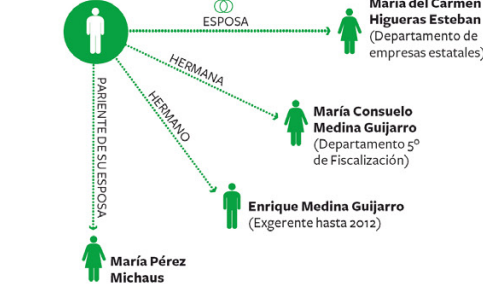 María del Carmen
Higueras Esteban
(Departamento de
empresas estatales)
ESPOSA
HERMANA
María Consuelo
Medina Guijarro
(Departamento 5º
de Fiscalización)
HERMANO
Enrique Medina Guijarro
(Exgerente hasta 2012)
PARIENTE DE SU ESPOSA
María Pérez
Michaus